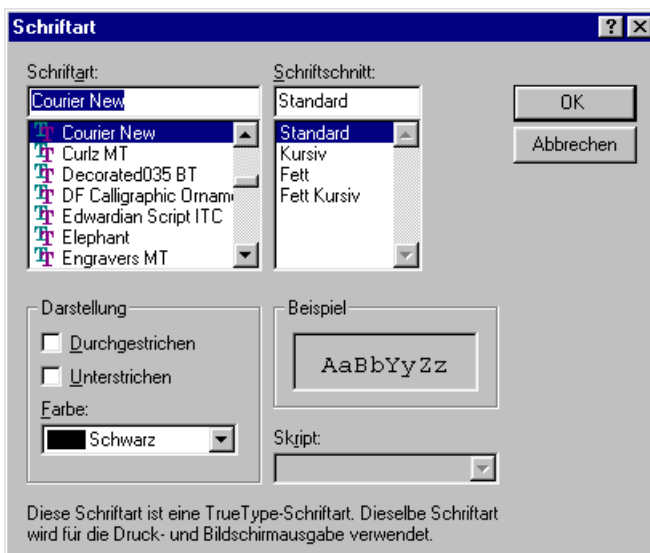 Schriftart
Schriftart:
Courier New
Courier New
Curlz MT
Decorated035 BT
DF Calligraphic Orname
Edwardian Script ITC
Elephant
Engravers MT
Schriftschnitt:
Standard
Standard
Kursiv
Fett
Fett Kursiv
OK
Abbrechen
Darstellung
Durchgestrichen
Unterstrichen
Farbe:
Schwarz
Beispiel
AaBbYyZz
Skript:
Diese Schriftart ist eine TrueType-Schriftart. Dieselbe Schriftart
wird für die Druck- und Bildschirmausgabe verwendet.